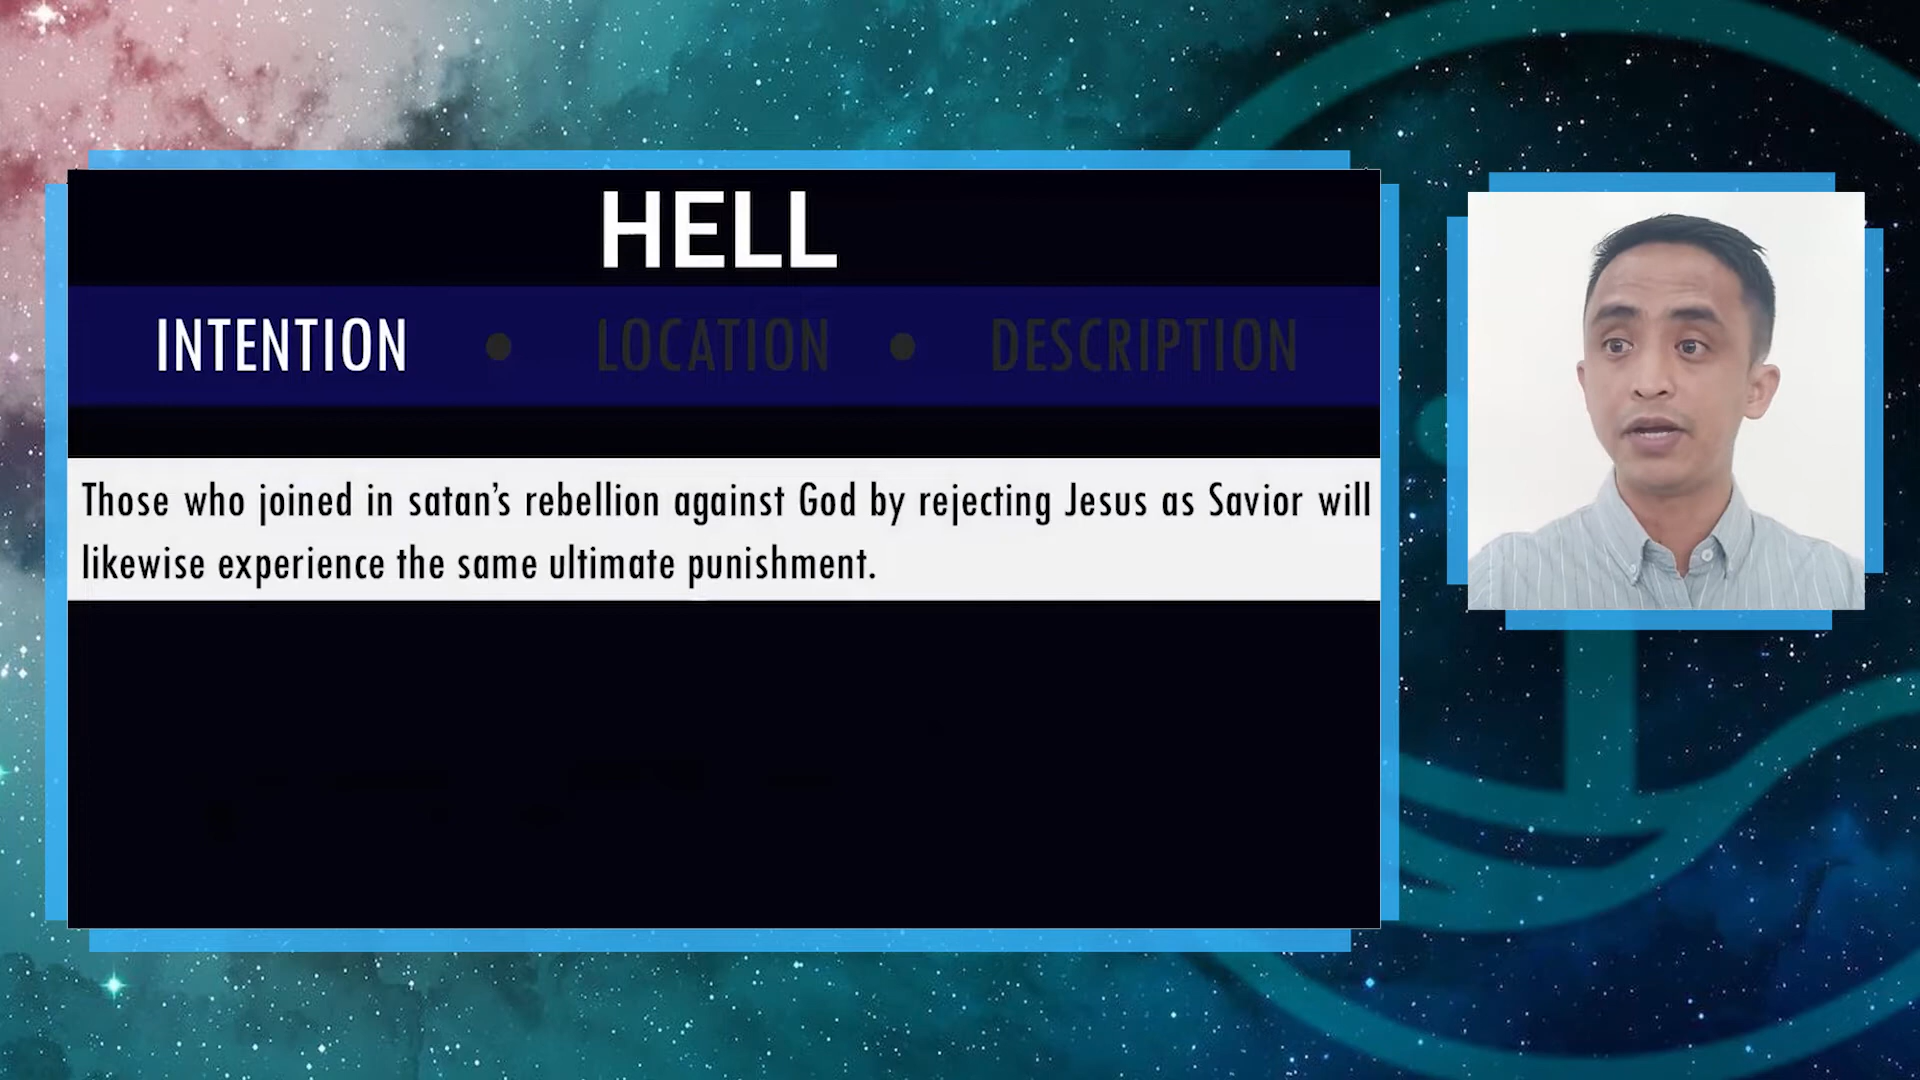 HELL
INTENTION • LOCATION • DESCRIPTION
Those who joined in satan's rebellion against God by rejecting Jesus as Savior will
likewise experience the same ultimate punishment.